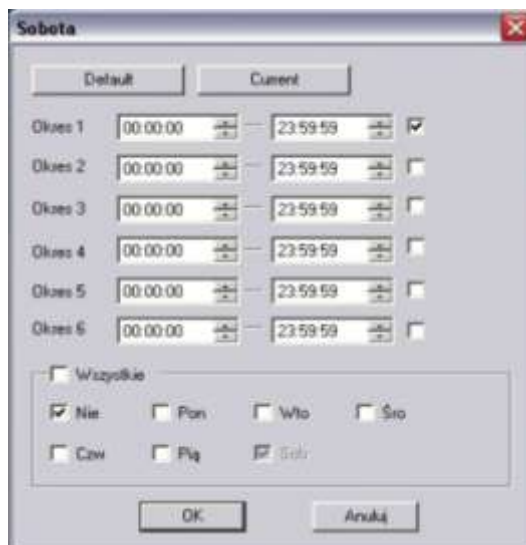 Sobota
Default Current
Okres 1 00:00:00 — 23:59:59
Okres 2 00:00:00 — 23:59:59
Okres 3 00:00:00 — 23:59:59
Okres 4 00:00:00 — 23:59:59
Okres 5 00:00:00 — 23:59:59
Okres 6 00:00:00 — 23:59:59
Wszystkie
Nie Pon Wto Śro
Czw Pią Sob
OK Anuluj